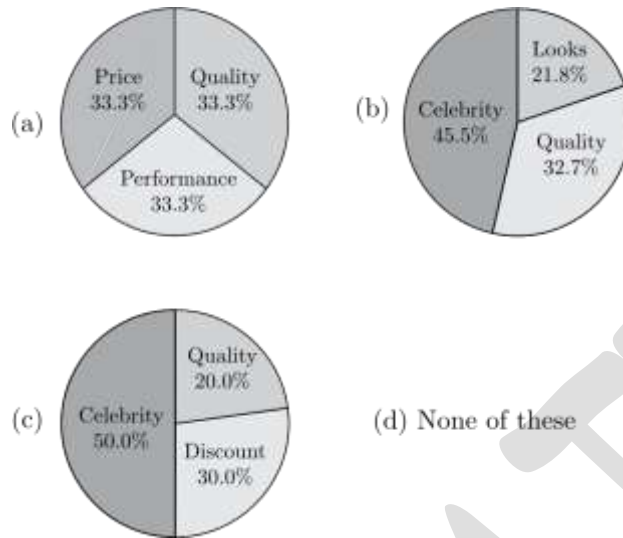 Price
33.3%
Quality
33.3%
Performance
33.3%
(a)
Looks
21.8%
(b)
Celebrity
45.5%
Quality
32.7%
Quality
20.0%
(c)
Celebrity
50.0%
Discount
30.0%
(d) None of these